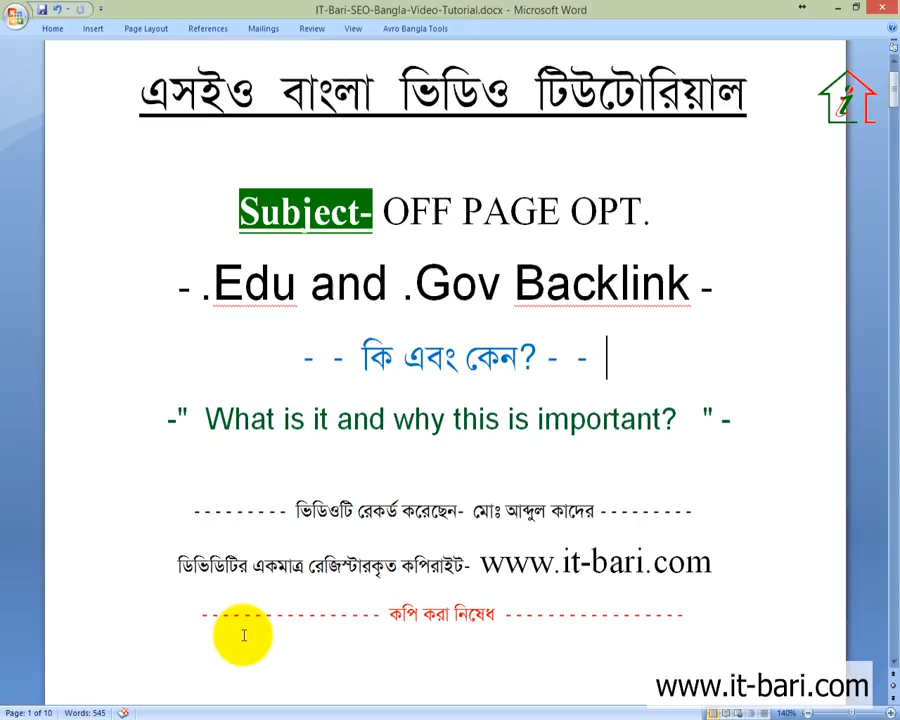 IT-Bari-SEO-Bangla-Video-Tutorial.docx - Microsoft Word
Home Insert Page Layout References Mailings Review View Avro Bangla Tools
এসইও বাংলা ভিডিও টিউটোরিয়াল
i
Subject- OFF PAGE OPT.
- .Edu and .Gov Backlink -
- - কি এবং কেন? - -
-" What is it and why this is important? " -
- - - - - - - - - ভিডিওটি রেকর্ড করেছেন- মোঃ আব্দুল কাদের - - - - - - - - -
ডিভিডিটির একমাত্র রেজিস্টারকৃত কপিরাইট- www.it-bari.com
- - - - - - - - - - - - - - - - কপি করা নিষেধ - - - - - - - - - - - - - - - -
www.it-bari.com
Page: 1 of 10 Words: 545 140%